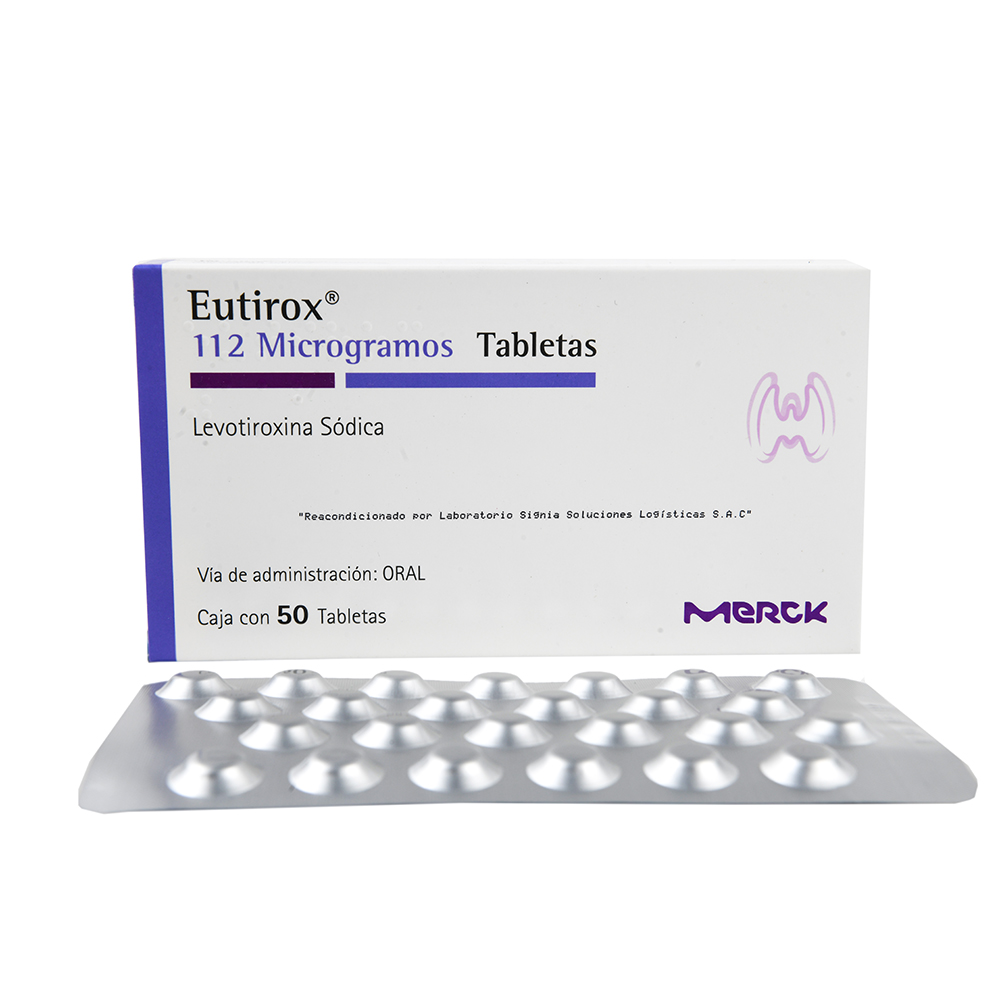 Eutirox®
112 Microgramos Tabletas
Levotiroxina Sódica
"Reacondicionado por Laboratorio Signia Soluciones Logísticas S.A.C"
Vía de administración: ORAL
Caja con 50 Tabletas
Merck